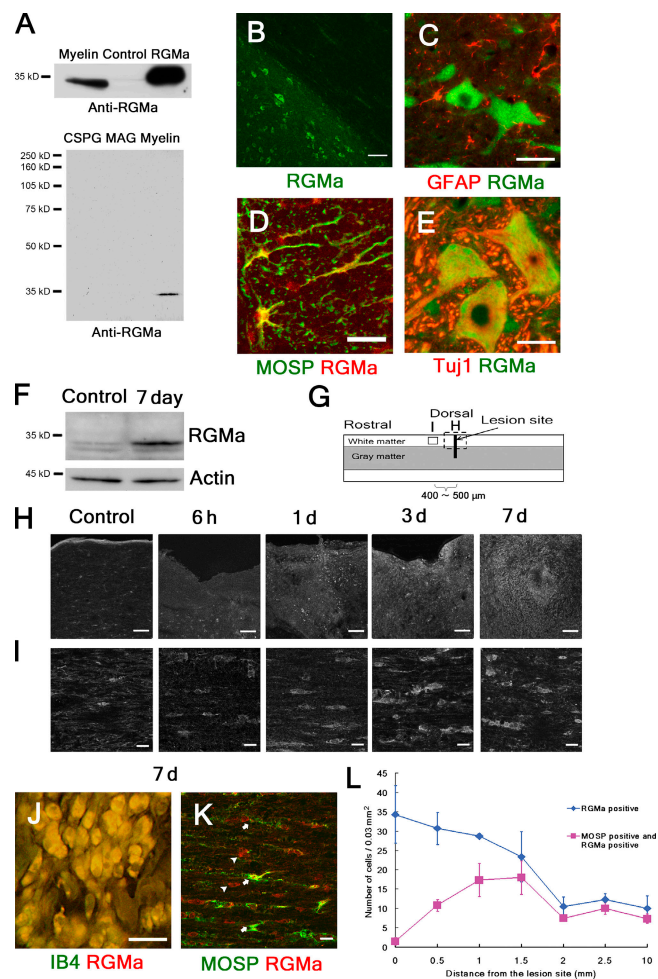 A
Myelin Control RGMa
35 kD
Anti-RGMa
CSPG MAG Myelin
250 kD
160 kD
105 kD
75 kD
50 kD
35 kD
Anti-RGMa
B
RGMa
C
GFAP RGMa
D
MOSP RGMa
E
Tuj1 RGMa
F
Control 7 day
35 kD
RGMa
45 kD
Actin
G
Dorsal
Rostral I H Lesion site
White matter
Gray matter
400 ~ 500 μm
H
Control 6 h 1 d 3 d 7 d
I
7 d
J
IB4 RGMa
K
MOSP RGMa
L
Number of cells / 0.03 mm²
45
40
35
30
25
20
15
10
5
0
0 0.5 1 1.5 2 2.5 10
Distance from the lesion site (mm)
RGMa positive
MOSP positive and
RGMa positive